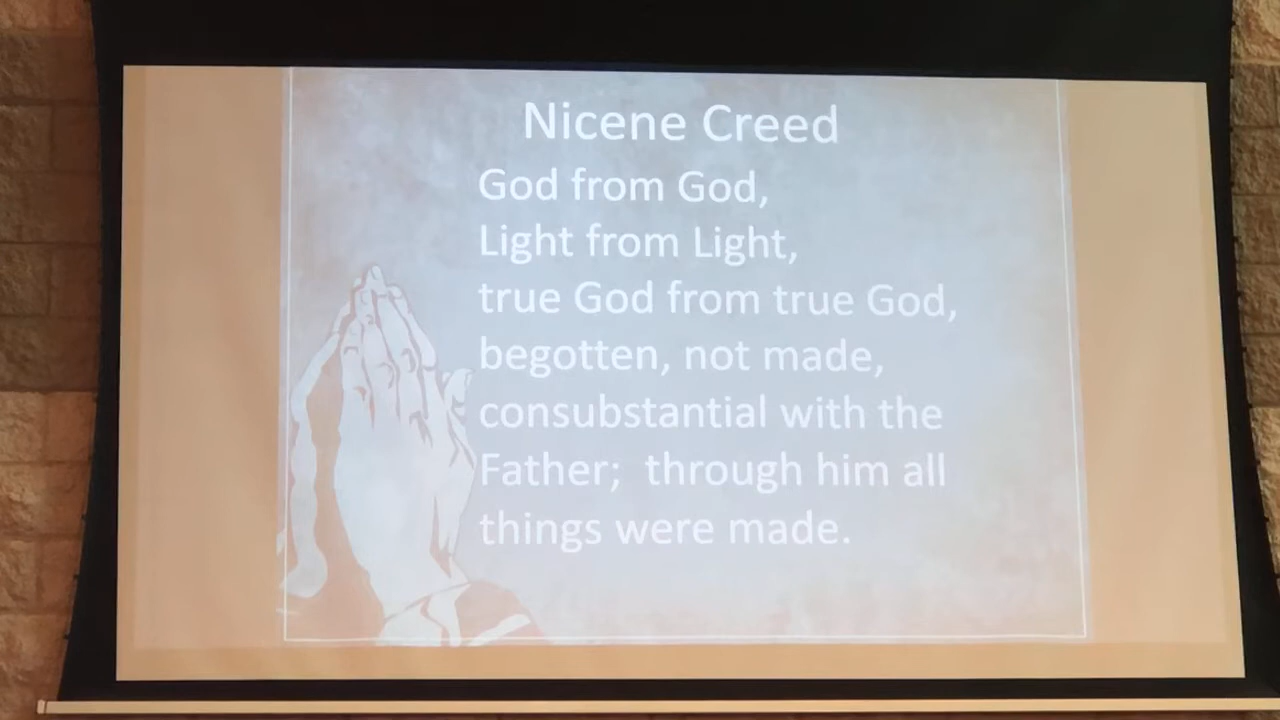 Nicene Creed
God from God,
Light from Light,
true God from true God,
begotten, not made,
consubstantial with the
Father;  through him all
things were made.